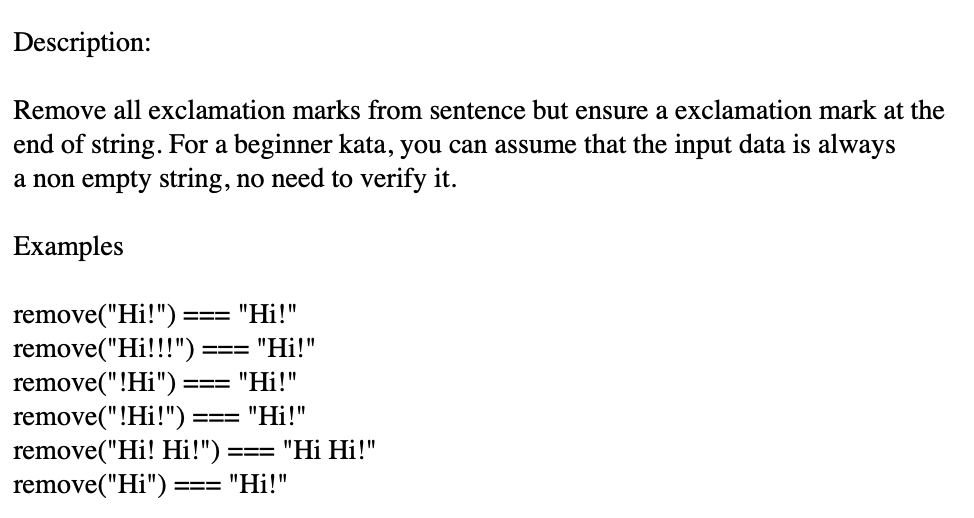 Description:
Remove all exclamation marks from sentence but ensure a exclamation mark at the
end of string. For a beginner kata, you can assume that the input data is always
a non empty string, no need to verify it.
Examples
remove("Hi!") === "Hi!"
remove("Hi!!!") === "Hi!"
remove("!Hi") === "Hi!"
remove("!Hi!") === "Hi!"
remove("Hi! Hi!") === "Hi Hi!"
remove("Hi") === "Hi!"